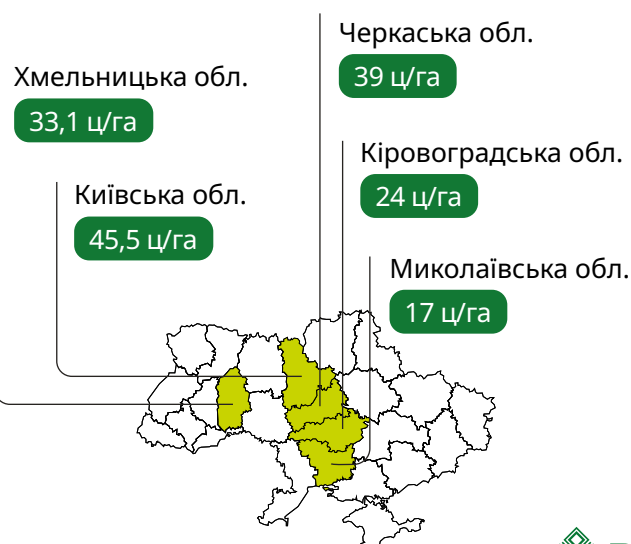 Черкаська обл.
39 ц/га
Хмельницька обл.
33,1 ц/га
Кіровоградська обл.
24 ц/га
Київська обл.
45,5 ц/га
Миколаївська обл.
17 ц/га